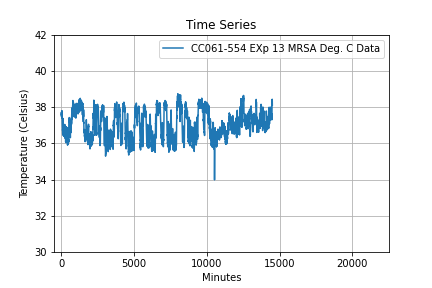 Time Series
CC061-554 EXp 13 MRSA Deg. C Data
42
40
38
36
34
32
30
Temperature (Celsius)
0 5000 10000 15000 20000
Minutes